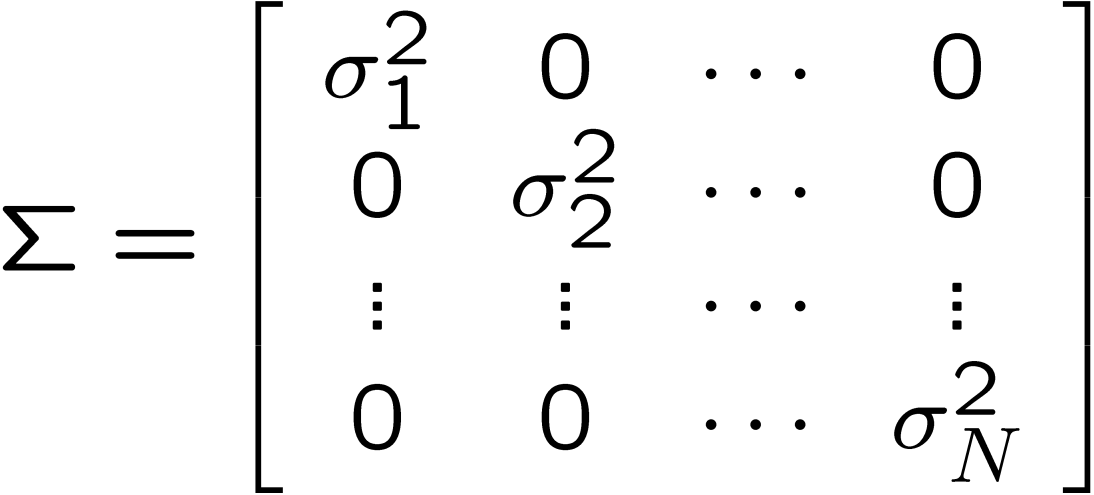 σ₁² 0 ⋯ 0
0 σ₂² ⋯ 0
Σ =
⋮ ⋮ ⋯ ⋮
0 0 ⋯ σ_N²